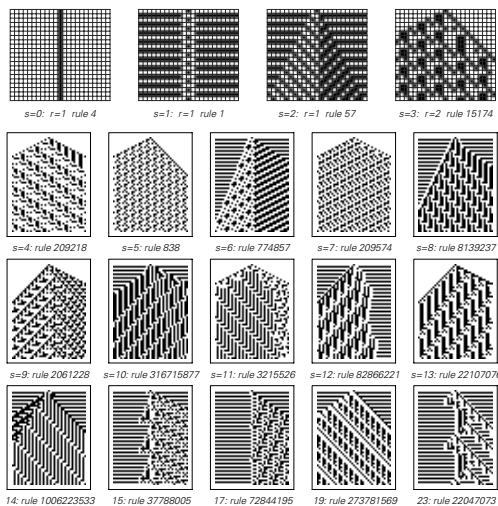 s=0: r=1 rule 4
s=1: r=1 rule 1
s=2: r=1 rule 57
s=3: r=2 rule 15174
s=4: rule 209218
s=5: rule 838
s=6: rule 774857
s=7: rule 209574
s=8: rule 8139237
s=9: rule 2061228
s=10: rule 316715877
s=11: rule 3215526
s=12: rule 82866221
s=13: rule 2210707
14: rule 1006223533
15: rule 37788005
17: rule 72844195
19: rule 273781569
23: rule 22047073